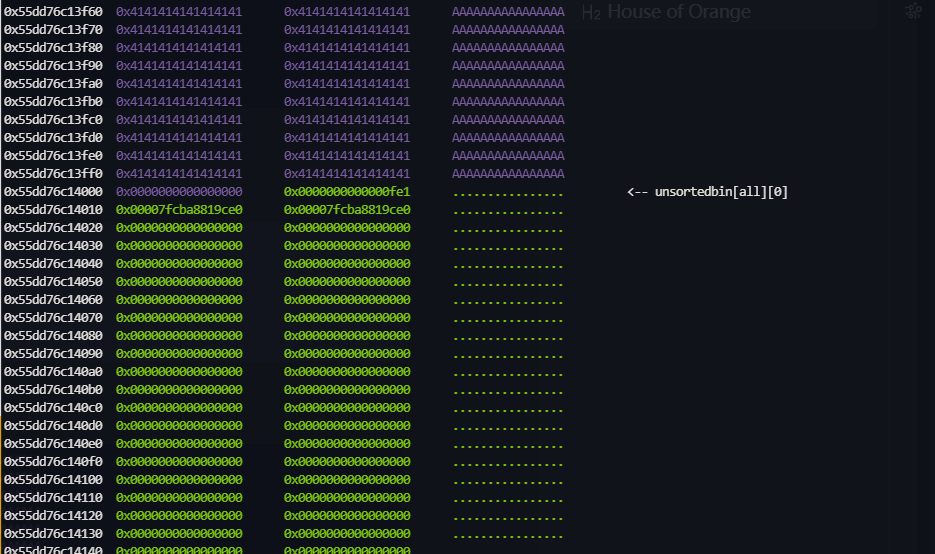 0x55dd76c13f60 0x4141414141414141 0x4141414141414141 AAAAAAAAAAAAAAAA H2 House of Orange
0x55dd76c13f70 0x4141414141414141 0x4141414141414141 AAAAAAAAAAAAAAAA
0x55dd76c13f80 0x4141414141414141 0x4141414141414141 AAAAAAAAAAAAAAAA
0x55dd76c13f90 0x4141414141414141 0x4141414141414141 AAAAAAAAAAAAAAAA
0x55dd76c13fa0 0x4141414141414141 0x4141414141414141 AAAAAAAAAAAAAAAA
0x55dd76c13fb0 0x4141414141414141 0x4141414141414141 AAAAAAAAAAAAAAAA
0x55dd76c13fc0 0x4141414141414141 0x4141414141414141 AAAAAAAAAAAAAAAA
0x55dd76c13fd0 0x4141414141414141 0x4141414141414141 AAAAAAAAAAAAAAAA
0x55dd76c13fe0 0x4141414141414141 0x4141414141414141 AAAAAAAAAAAAAAAA
0x55dd76c13ff0 0x4141414141414141 0x4141414141414141 AAAAAAAAAAAAAAAA
0x55dd76c14000 0x0000000000000000 0x0000000000000fe1 ................ <-- unsortedbin[all][0]
0x55dd76c14010 0x00007fcba8819ce0 0x00007fcba8819ce0 ................
0x55dd76c14020 0x0000000000000000 0x0000000000000000 ................
0x55dd76c14030 0x0000000000000000 0x0000000000000000 ................
0x55dd76c14040 0x0000000000000000 0x0000000000000000 ................
0x55dd76c14050 0x0000000000000000 0x0000000000000000 ................
0x55dd76c14060 0x0000000000000000 0x0000000000000000 ................
0x55dd76c14070 0x0000000000000000 0x0000000000000000 ................
0x55dd76c14080 0x0000000000000000 0x0000000000000000 ................
0x55dd76c14090 0x0000000000000000 0x0000000000000000 ................
0x55dd76c140a0 0x0000000000000000 0x0000000000000000 ................
0x55dd76c140b0 0x0000000000000000 0x0000000000000000 ................
0x55dd76c140c0 0x0000000000000000 0x0000000000000000 ................
0x55dd76c140d0 0x0000000000000000 0x0000000000000000 ................
0x55dd76c140e0 0x0000000000000000 0x0000000000000000 ................
0x55dd76c140f0 0x0000000000000000 0x0000000000000000 ................
0x55dd76c14100 0x0000000000000000 0x0000000000000000 ................
0x55dd76c14110 0x0000000000000000 0x0000000000000000 ................
0x55dd76c14120 0x0000000000000000 0x0000000000000000 ................
0x55dd76c14130 0x0000000000000000 0x0000000000000000 ................
0x55dd76c14140 0x0000000000000000 0x0000000000000000